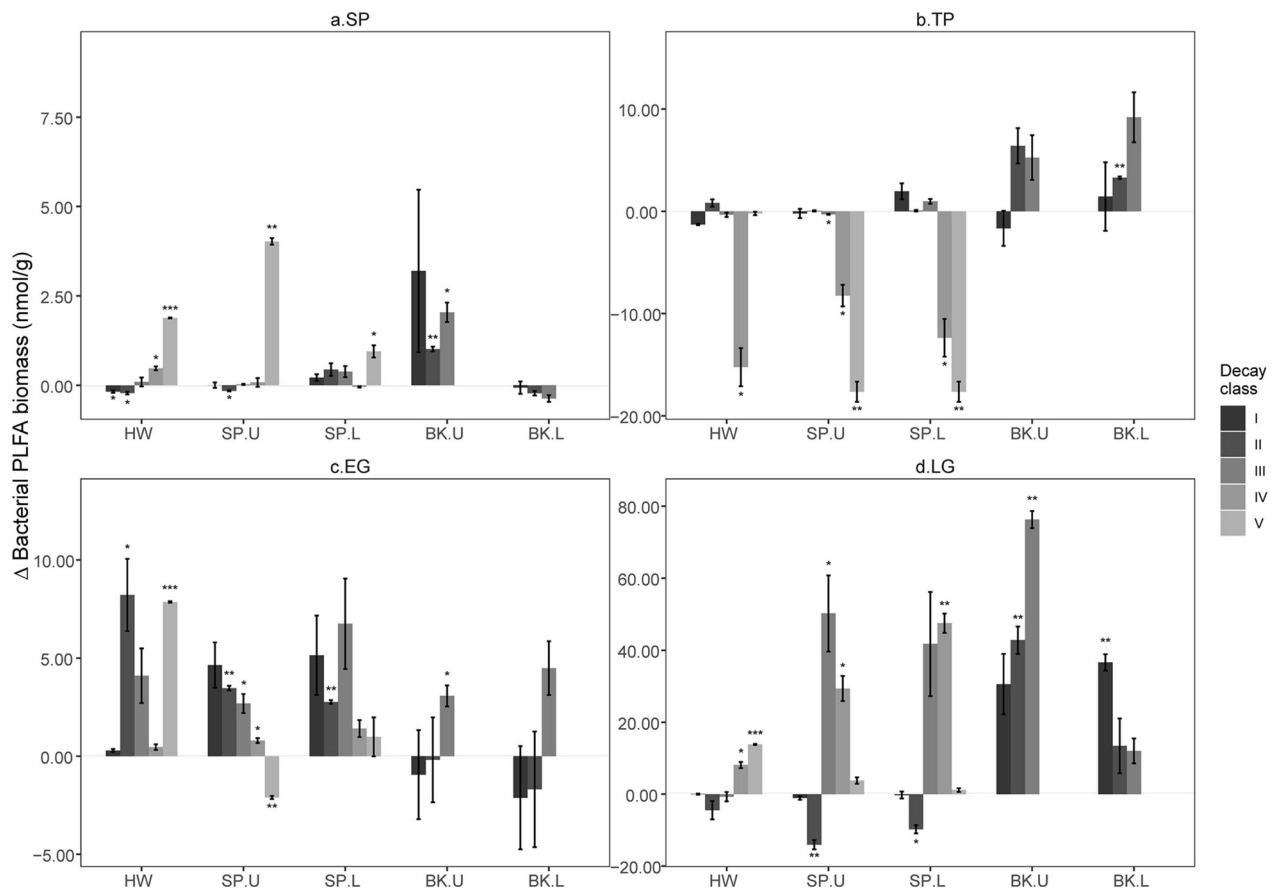 a.SP
b.TP
7.50
5.00
2.50
0.00
10.00
0.00
−10.00
−20.00
*
*
*
*
***
*
**
*
**
*
*
*
*
**
*
**
**
HW
SP.U
SP.L
BK.U
BK.L
HW
SP.U
SP.L
BK.U
BK.L
Δ Bacterial PLFA biomass (nmol/g)
Decay
class
I
II
III
IV
V
c.EG
d.LG
10.00
5.00
0.00
−5.00
80.00
60.00
40.00
20.00
0.00
−20.00
*
***
**
*
*
**
**
*
*
***
**
*
*
*
**
**
**
**
HW
SP.U
SP.L
BK.U
BK.L
HW
SP.U
SP.L
BK.U
BK.L